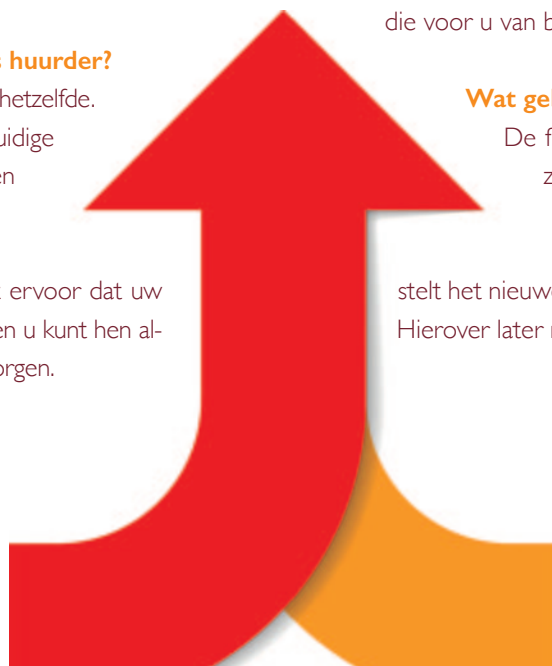 s huurder?
hetzelfde.
uidige
en
ervoor dat uw
en u kunt hen al-
orgen.
die voor u van b
Wat gel
De f
z
stelt het nieuw
Hierover later